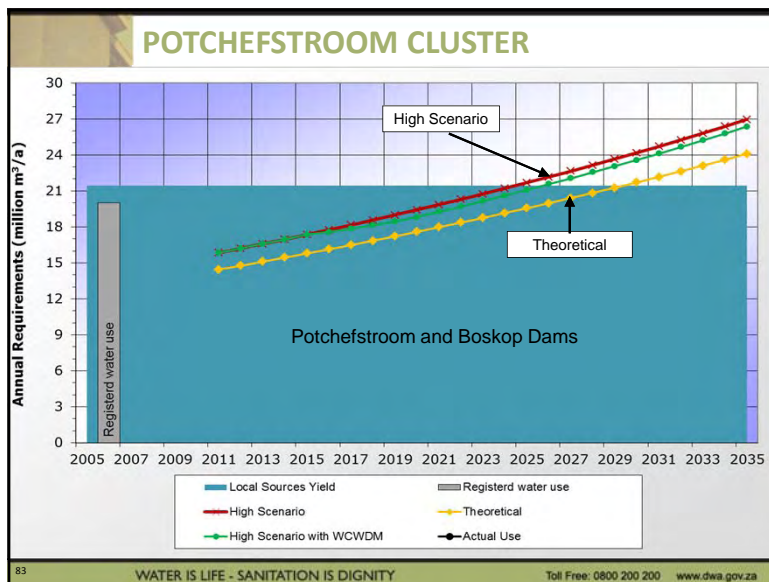 POTCHEFSTROOM CLUSTER
Annual Requirements (million m³/a)
30
27
24
21
18
15
12
9
6
3
0
High Scenario
Theoretical
Registerd water use
Potchefstroom and Boskop Dams
2005 2007 2009 2011 2013 2015 2017 2019 2021 2023 2025 2027 2029 2031 2033 2035
Local Sources Yield Registerd water use
High Scenario Theoretical
High Scenario with WCWDM Actual Use
83 WATER IS LIFE - SANITATION IS DIGNITY Toll Free: 0800 200 200 www.dwa.gov.za